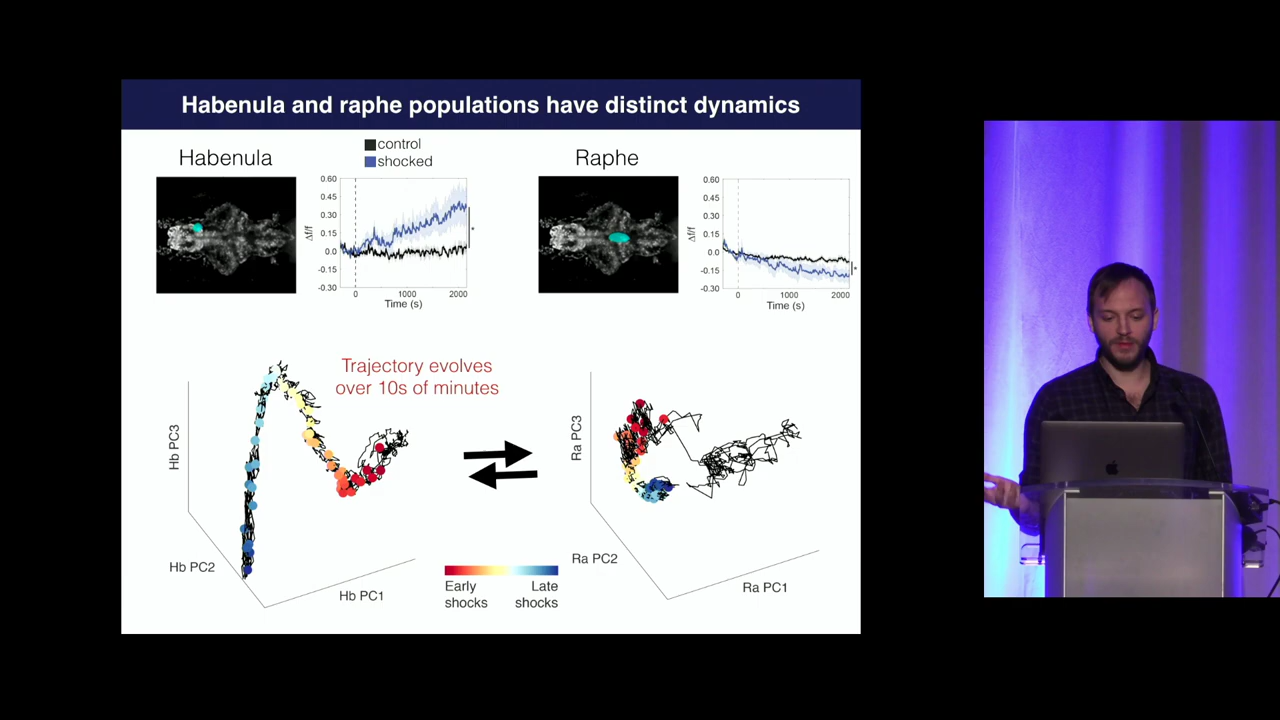 Habenula and raphe populations have distinct dynamics
Habenula
control
shocked
0.60
0.45
0.30
0.15
0.0
-0.15
-0.30
Δf/f
0
1000
2000
Time (s)
*
Raphe
0.60
0.45
0.30
0.15
0.0
-0.15
-0.30
Δf/f
0
1000
2000
Time (s)
*
Trajectory evolves
over 10s of minutes
Hb PC3
Hb PC2
Hb PC1
Early
shocks
Late
shocks
Ra PC3
Ra PC2
Ra PC1